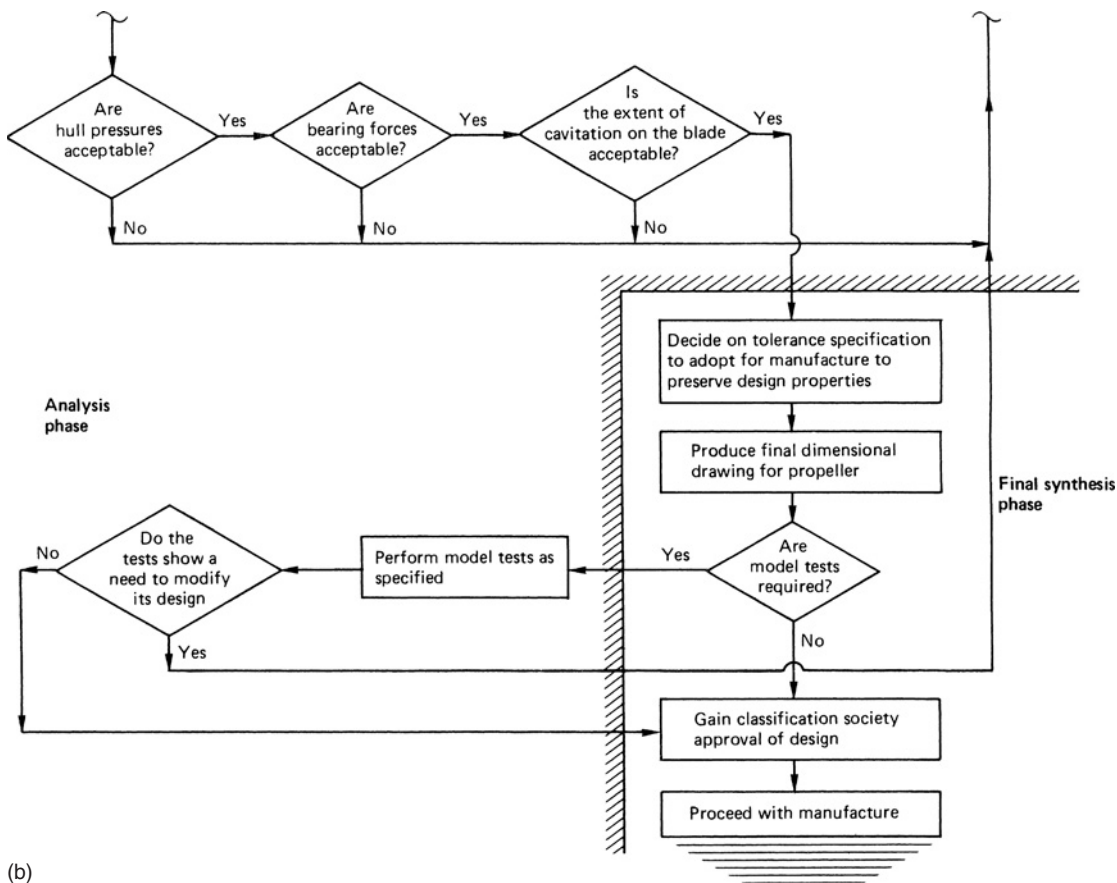 Are
hull pressures
acceptable?
Yes
Are
bearing forces
acceptable?
Yes
Is
the extent of
cavitation on the blade
acceptable?
Yes
No
No
No
Decide on tolerance specification
to adopt for manufacture to
preserve design properties
Analysis
phase
Produce final dimensional
drawing for propeller
Final synthesis
phase
Are
model tests
required?
Yes
Perform model tests as
specified
Do the
tests show a
need to modify
its design
No
Yes
No
Gain classification society
approval of design
Proceed with manufacture
(b)